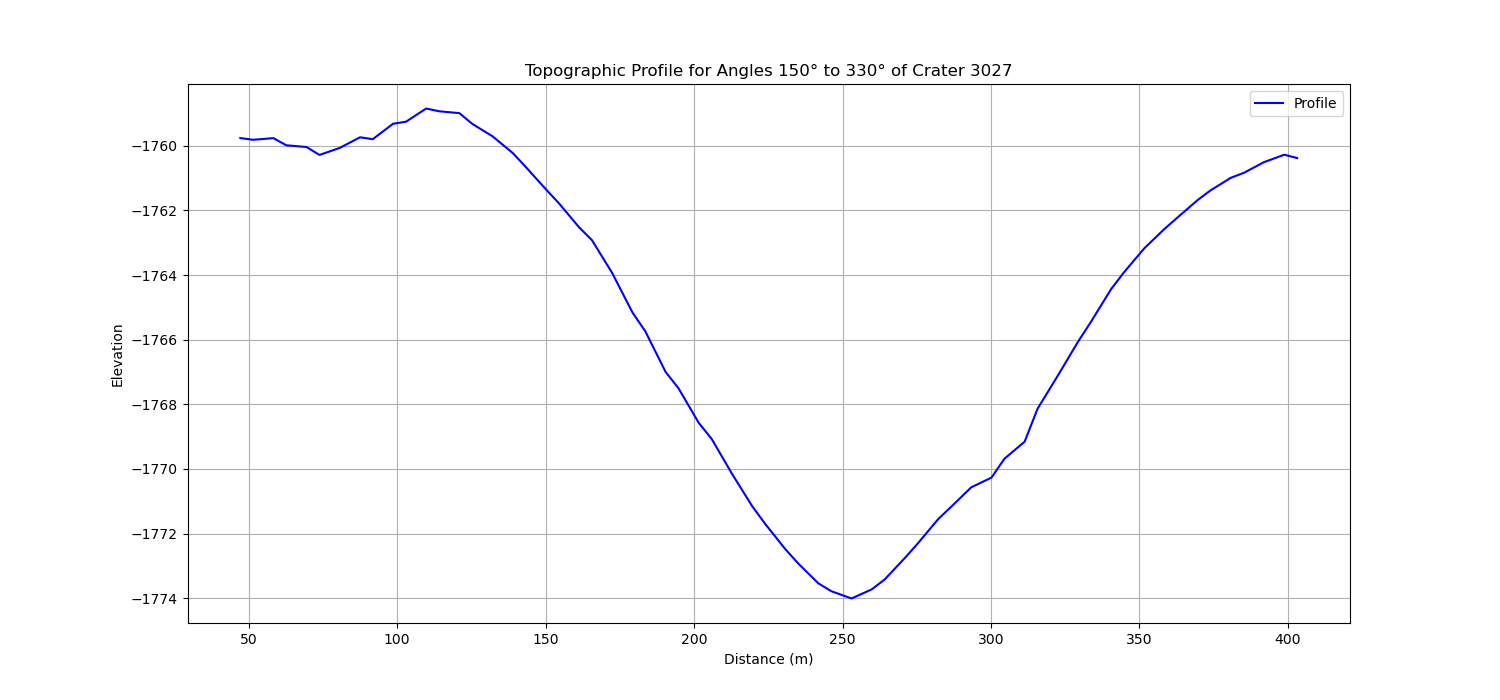 Topographic Profile for Angles 150° to 330° of Crater 3027
Profile
−1760
−1762
−1764
−1766
−1768
−1770
−1772
−1774
Elevation
50 100 150 200 250 300 350 400
Distance (m)